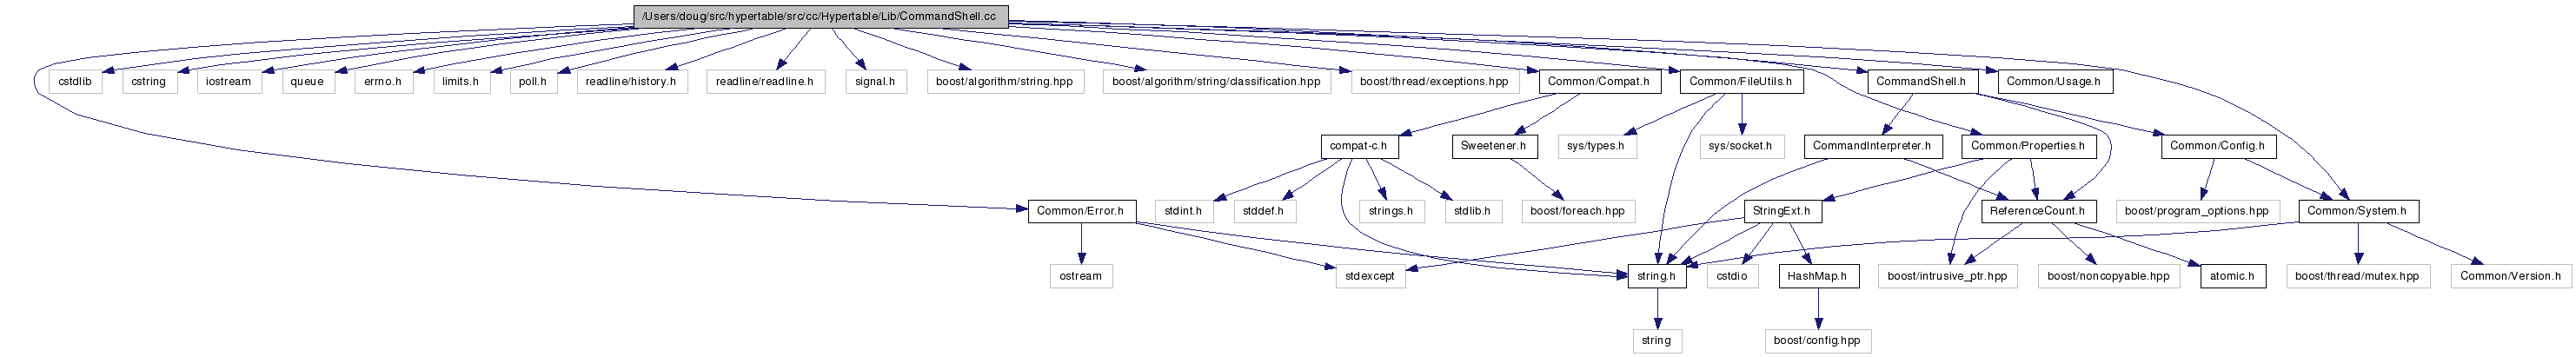 /Users/doug/src/hypertable/src/cc/Hypertable/Lib/CommandShell.cc
cstdlib
cstring
iostream
queue
errno.h
limits.h
poll.h
readline/history.h
readline/readline.h
signal.h
boost/algorithm/string.hpp
boost/algorithm/string/classification.hpp
boost/thread/exceptions.hpp
Common/Compat.h
Common/FileUtils.h
CommandShell.h
Common/Usage.h
compat-c.h
Sweetener.h
sys/types.h
sys/socket.h
CommandInterpreter.h
Common/Properties.h
Common/Config.h
Common/Error.h
stdint.h
stddef.h
strings.h
stdlib.h
boost/foreach.hpp
StringExt.h
ReferenceCount.h
boost/program_options.hpp
Common/System.h
ostream
stdexcept
string.h
cstdio
HashMap.h
boost/intrusive_ptr.hpp
boost/noncopyable.hpp
atomic.h
boost/thread/mutex.hpp
Common/Version.h
string
boost/config.hpp